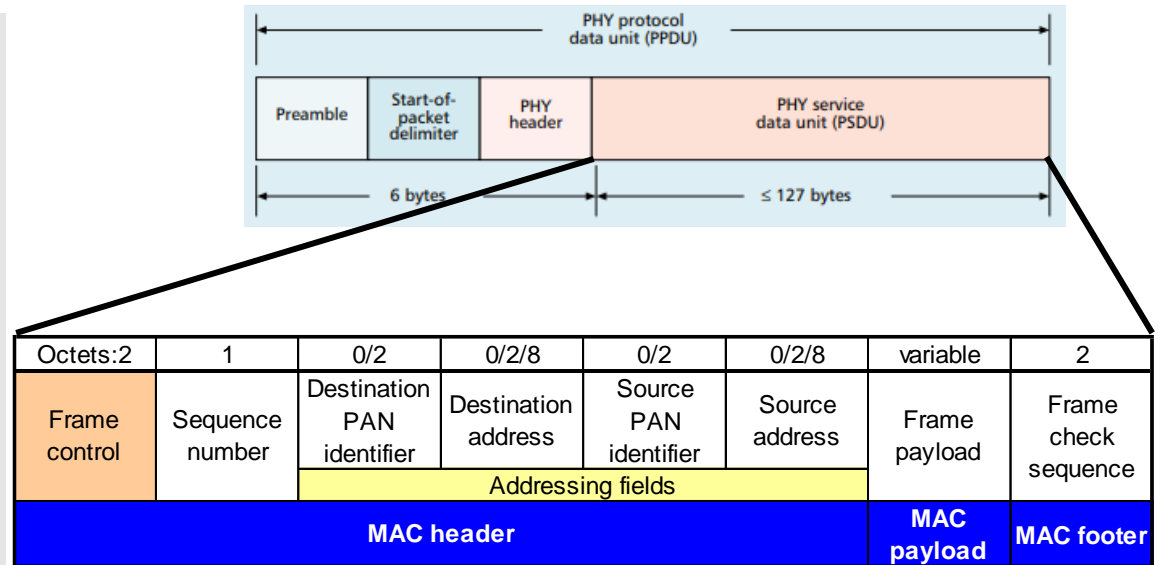 PHY protocol
data unit (PPDU)
Preamble
Start-of-
packet
delimiter
PHY
header
PHY service
data unit (PSDU)
6 bytes
≤ 127 bytes
Octets:2 1 0/2 0/2/8 0/2 0/2/8 variable 2
Frame
control
Sequence
number
Destination
PAN
identifier
Destination
address
Source
PAN
identifier
Source
address
Frame
payload
Frame
check
sequence
Addressing fields
MAC header
MAC
payload
MAC footer